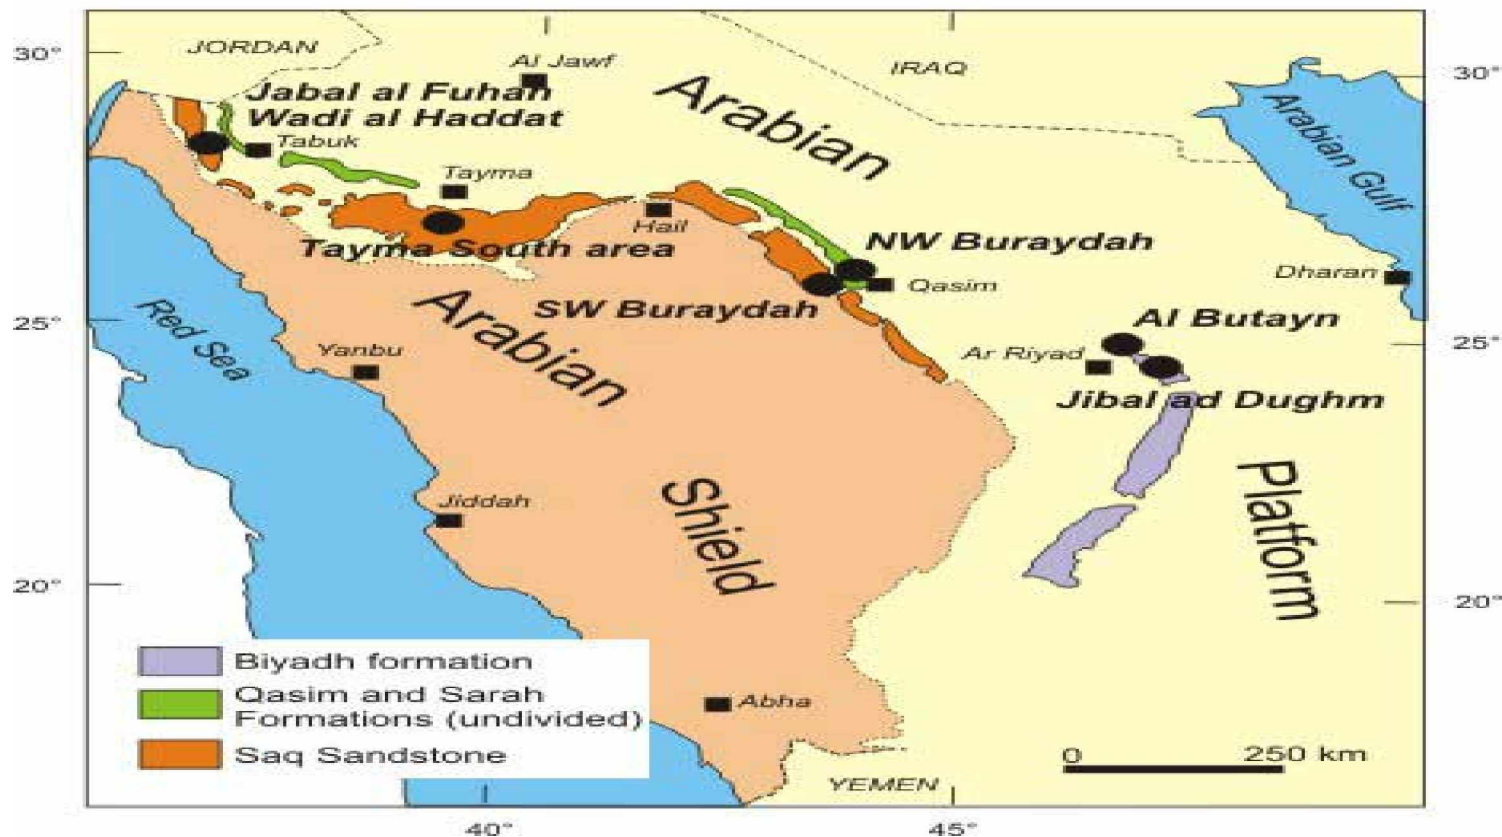 JORDAN
30°
Al Jawf
IRAQ
30°
Jabal al Fuhah
Wadi al Haddat
Tabuk
Arabian
Arabian Gulf
Tayma
Hail
Tayma South area
NW Buraydah
Qasim
Dharan
SW Buraydah
25°
Red Sea
Arabian
Al Butayn
Yanbu
Ar Riyad
25°
Jibal ad Dughm
Shield
Platform
Jiddah
20°
20°
Biyadh formation
Qasim and Sarah
Formations (undivided)
Saq Sandstone
Abha
0
250 km
YEMEN
40°
45°